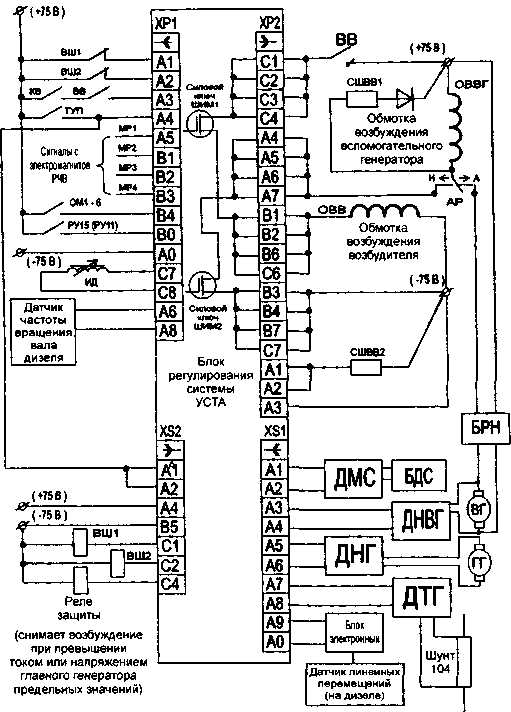 (+75 В)
ХР1
А1
А2
А3
А4
А5
В1
В2
В3
В4
В0
А0
С7
С8
А6
А8
ВШ1
ВШ2
КВ
ВВ
ТУП
Сигналы с
электромагнитов
РЧВ
МР1
МР2
МР3
МР4
ОМ1 - 6
РУ15 (РУ11)
(-75 В)
ИД
Датчик
частоты
вращения
вала
дизеля
Силовой
ключ
ШИМ1
Силовой
ключ
ШИМ2
Блок
регулирования
системы
УСТА
ХР2
С1
С2
С3
С4
А4
А5
А6
А7
В1
В2
В6
С6
В3
В4
В7
С7
А1
А2
А3
ВВ
(+75 В)
СШВВ1
ОВВГ
Обмотка
возбуждения
вспомогательного
генератора
И
А
АР
ОВВ
Обмотка
возбуждения
возбудителя
(-75 В)
СШВВ2
БРН
XS2
А1
А2
А4
В5
С1
С2
С4
(+75 В)
(-75 В)
ВШ1
ВШ2
Реле
защиты
(снимает возбуждение
при превышении
током или напряжением
главного генератора
предельных значений)
XS1
А1
А2
А3
А4
А5
А6
А7
А8
А9
А0
ДМС
БДС
ДНВГ
ВГ
ДНГ
ГГ
ДТГ
Блок
электронный
Датчик линейных
перемещений
(на дизеле)
Шунт
104